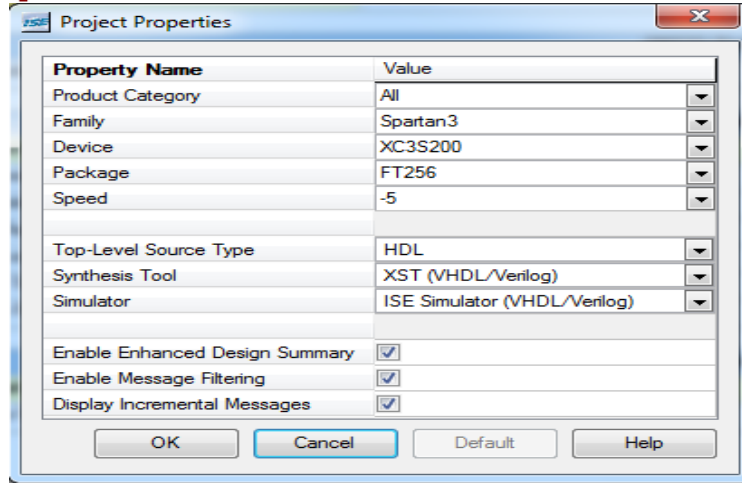 ISE Project Properties
Property Name Value
Product Category All
Family Spartan3
Device XC3S200
Package FT256
Speed -5
Top-Level Source Type HDL
Synthesis Tool XST (VHDL/Verilog)
Simulator ISE Simulator (VHDL/Verilog)
Enable Enhanced Design Summary
Enable Message Filtering
Display Incremental Messages
OK Cancel Default Help